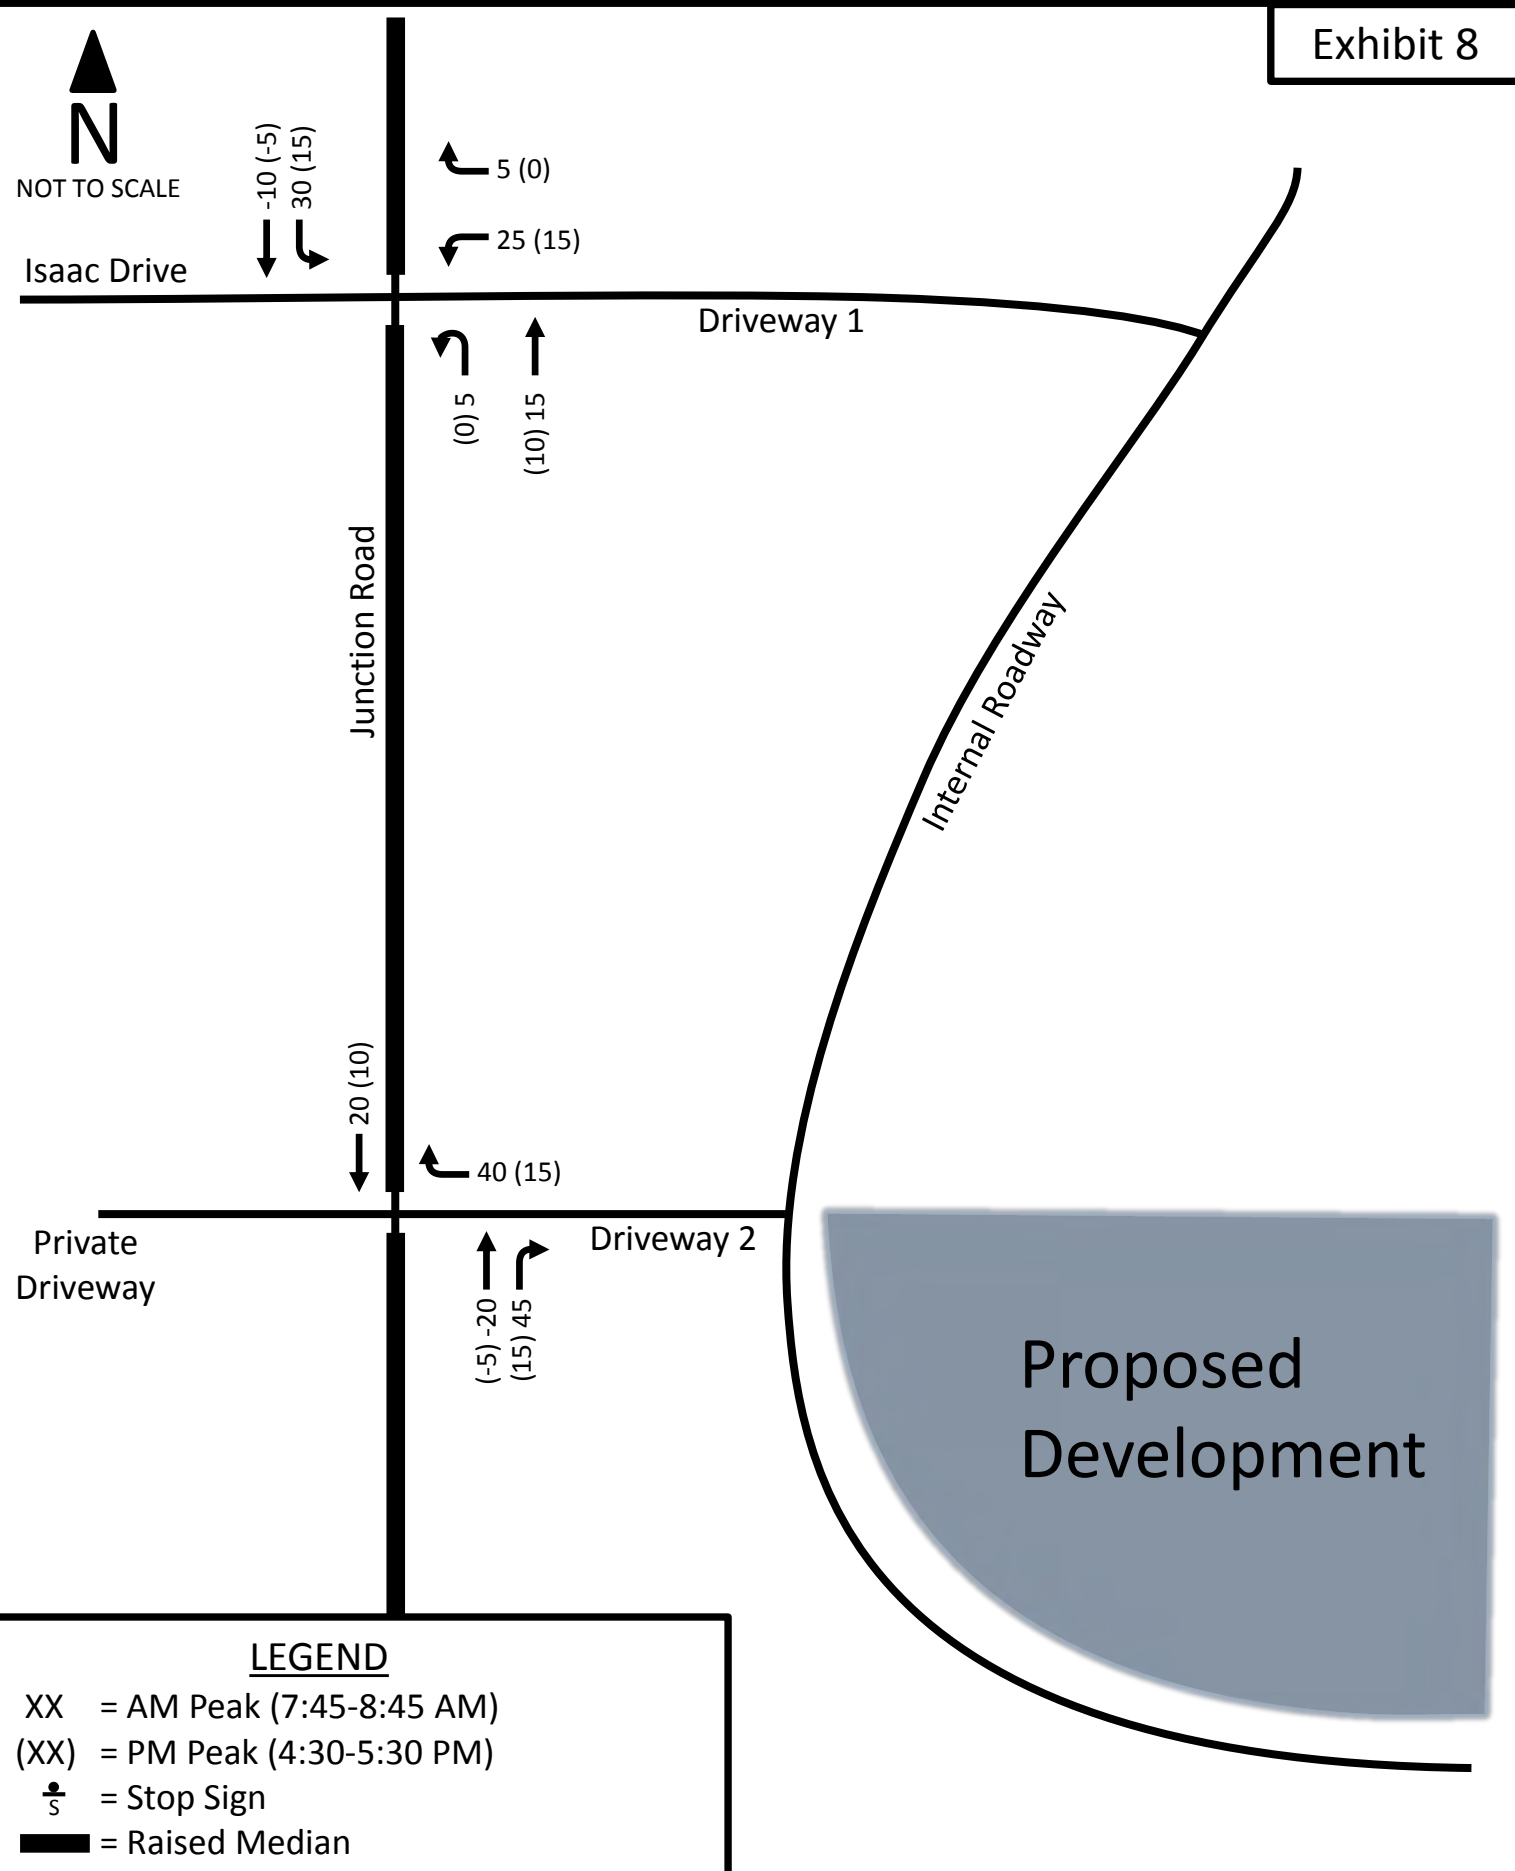 Exhibit 8
N
NOT TO SCALE
-10 (-5)
30 (15)
5 (0)
25 (15)
Isaac Drive
Driveway 1
(0) 5
(10) 15
Junction Road
Internal Roadway
20 (10)
40 (15)
Private
Driveway
Driveway 2
(-5) -20
(15) 45
Proposed
Development
LEGEND
XX = AM Peak (7:45-8:45 AM)
(XX) = PM Peak (4:30-5:30 PM)
S = Stop Sign
= Raised Median